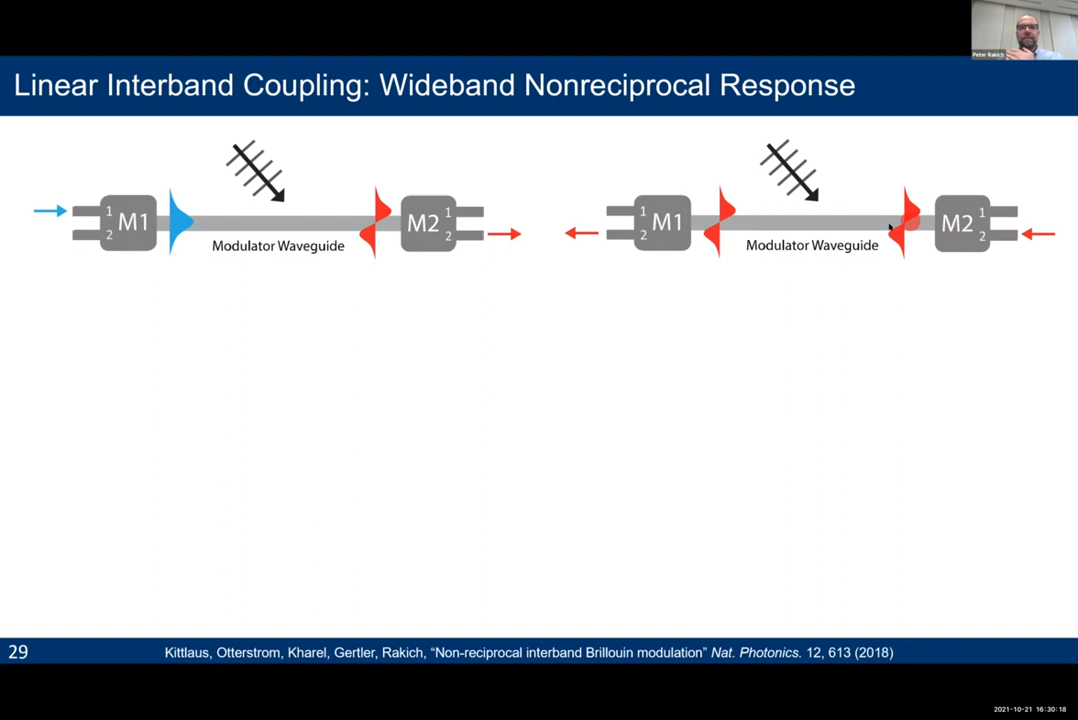 Peter Rakich
Linear Interband Coupling: Wideband Nonreciprocal Response
1
M1
2
Modulator Waveguide
M2
1
2
1
M1
2
Modulator Waveguide
M2
1
2
29
Kittlaus, Otterstrom, Kharel, Gertler, Rakich, “Non-reciprocal interband Brillouin modulation” Nat. Photonics. 12, 613 (2018)
2021-10-21 16:30:18